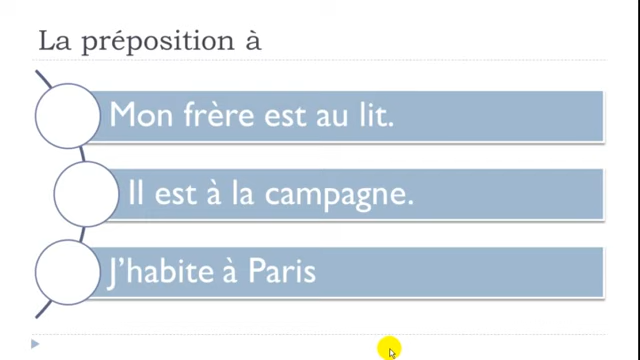 La préposition à
Mon frère est au lit.
Il est à la campagne.
J'habite à Paris